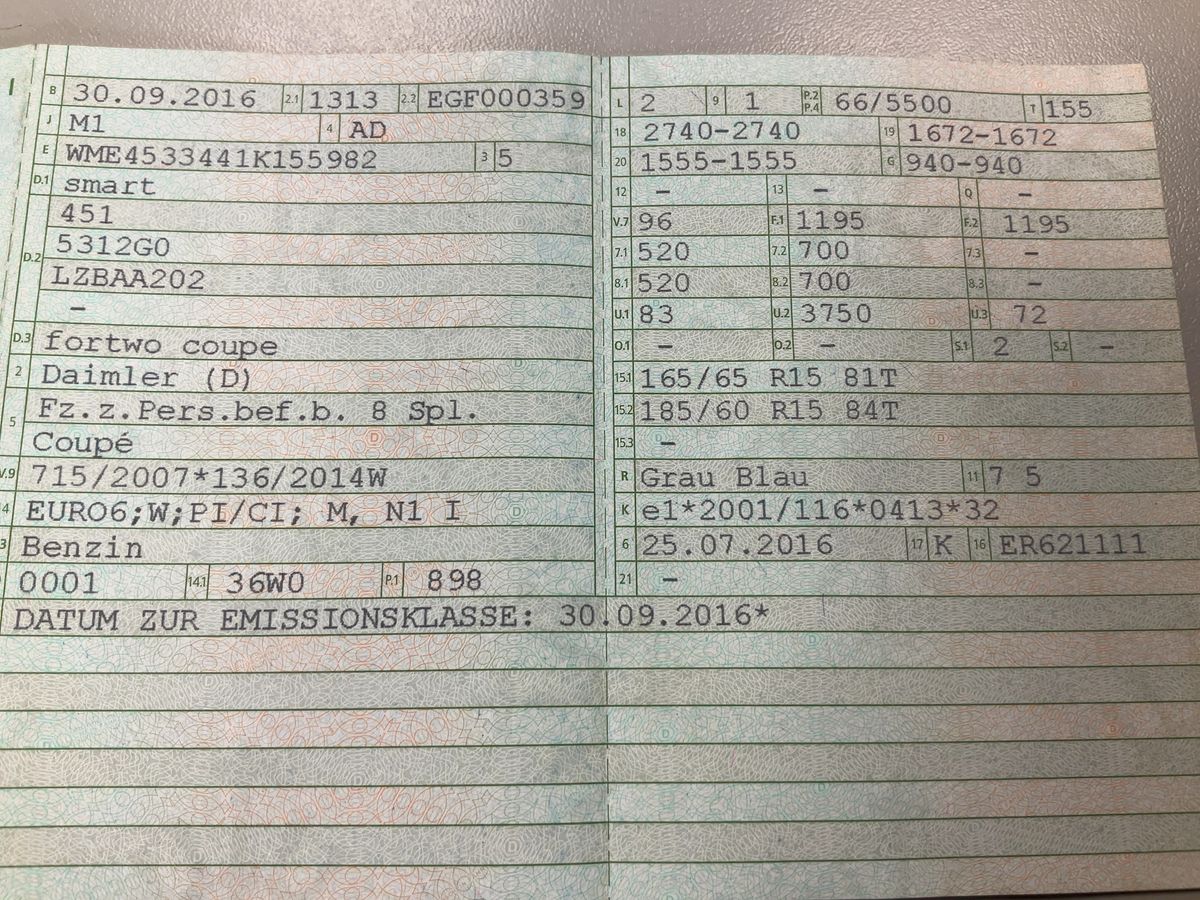 B 30.09.2016 2.1 1313 2.2 EGF000359
J M1 4 AD
E WME4533441K155982 3 5
D.1 smart
D.2 451
5312G0
LZBAA202
–
D.3 fortwo coupe
2 Daimler (D)
5 Fz.z.Pers.bef.b. 8 Spl.
Coupé
V.9 715/2007*136/2014W
4 EURO6;W;PI/CI; M, N1 I
3 Benzin
0001 14.1 36W0 P.1 898
L 2 9 1 P.2 P.4 66/5500 T 155
18 2740-2740 19 1672-1672
20 1555-1555 G 940-940
12 – 13 – Q –
V.7 96 F.1 1195 F.2 1195
7.1 520 7.2 700 7.3 –
8.1 520 8.2 700 8.3 –
U.1 83 U.2 3750 U.3 72
O.1 – O.2 – S.1 2 S.2 –
15.1 165/65 R15 81T
15.2 185/60 R15 84T
15.3 –
R Grau Blau 11 7 5
K e1*2001/116*0413*32
6 25.07.2016 17 K 16 ER621111
21 –
DATUM ZUR EMISSIONSKLASSE: 30.09.2016*